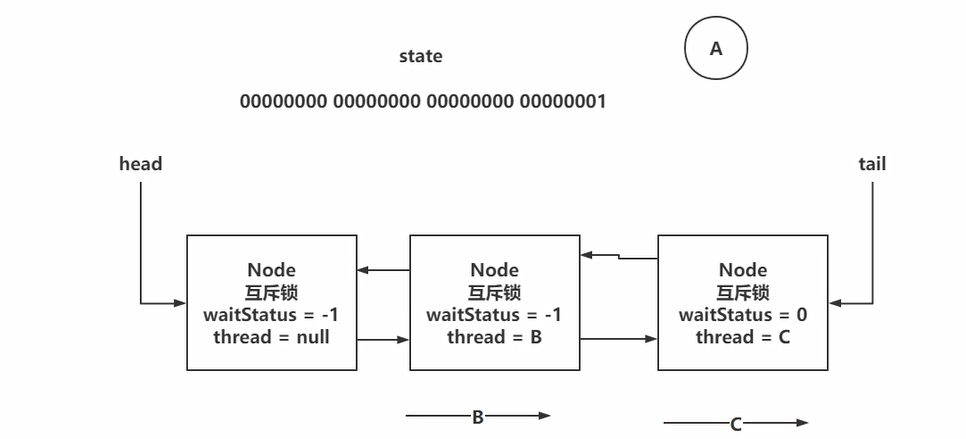 A
state
00000000 00000000 00000000 00000001
head
tail
Node
互斥锁
waitStatus = -1
thread = null
Node
互斥锁
waitStatus = -1
thread = B
Node
互斥锁
waitStatus = 0
thread = C
B
C